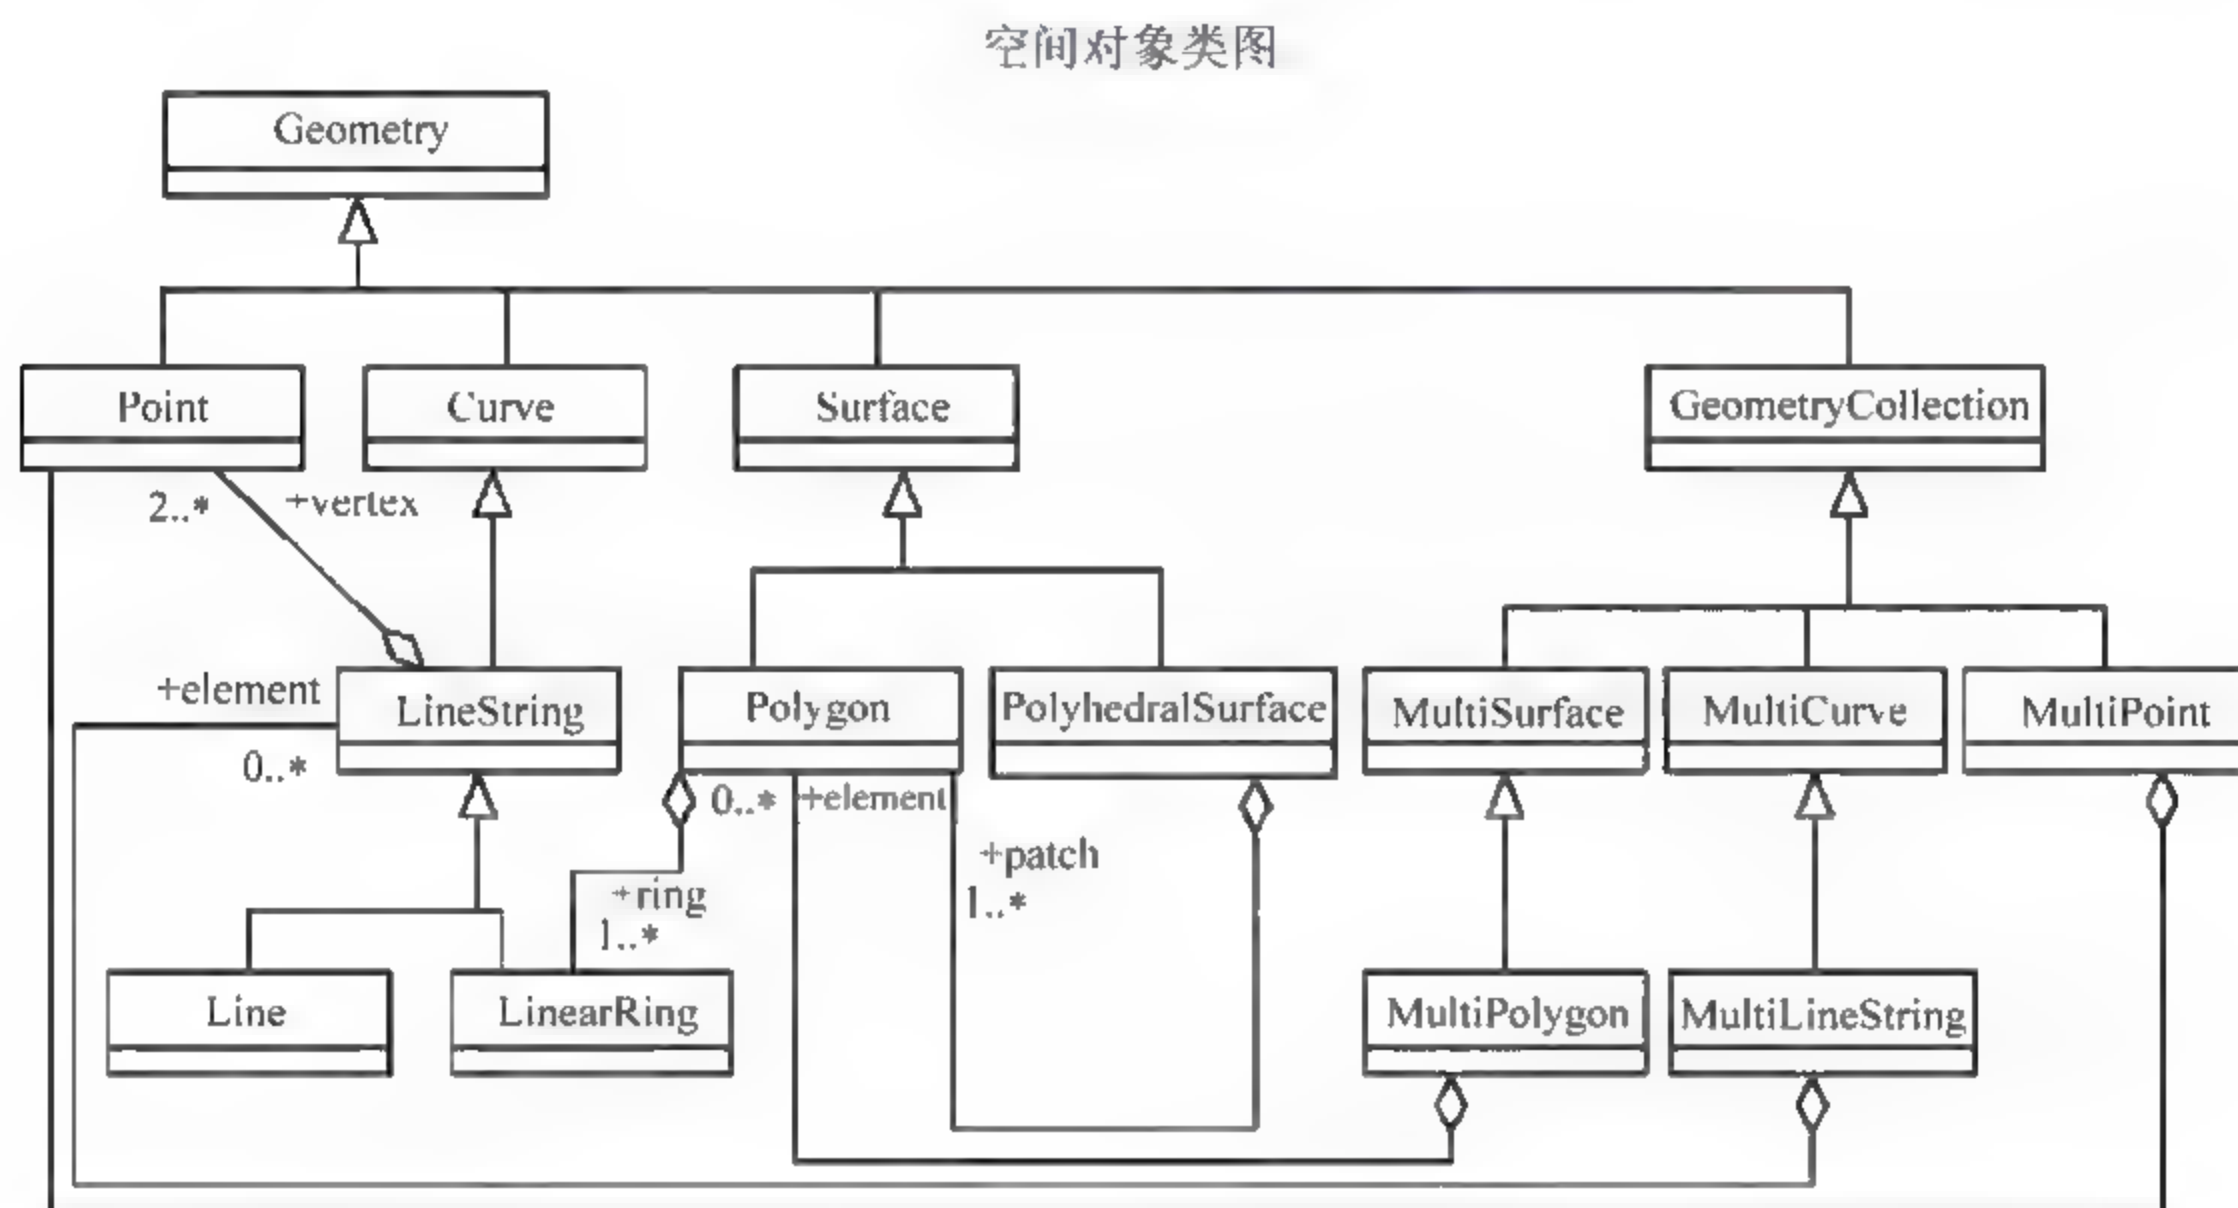 空间对象类图
Geometry
Point
Curve
Surface
GeometryCollection
2..*
+vertex
+element
0..*
LineString
Polygon
PolyhedralSurface
MultiSurface
MultiCurve
MultiPoint
0..*
+element
+patch
1..*
+ring
1..*
Line
LinearRing
MultiPolygon
MultiLineString